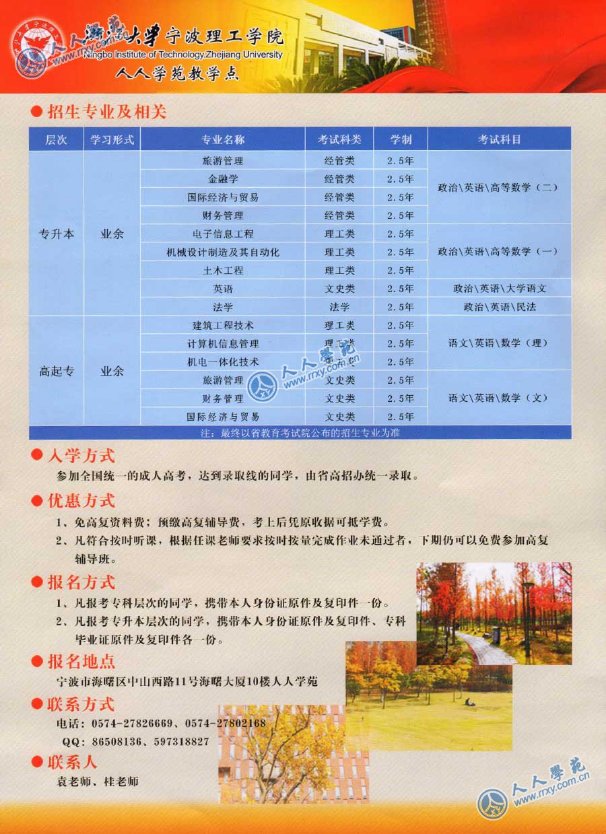 浙江大学宁波理工学院
Ningbo Institute of Technology,Zhejiang University
人人学苑教学点
招生专业及相关
层次 学习形式 专业名称 考试科类 学制 考试科目
专升本 业余
旅游管理 经管类 2.5年
金融学 经管类 2.5年
政治\英语\高等数学（二）
国际经济与贸易 经管类 2.5年
财务管理 经管类 2.5年
电子信息工程 理工类 2.5年
机械设计制造及其自动化 理工类 2.5年 政治\英语\高等数学（一）
土木工程 理工类 2.5年
英语 文史类 2.5年 政治\英语\大学语文
法学 法学 2.5年 政治\英语\民法
高起专 业余
建筑工程技术 理工类 2.5年
计算机信息管理 理工类 2.5年 语文\英语\数学（理）
机电一体化技术 2.5年
旅游管理 文史类 2.5年
财务管理 文史类 2.5年 语文\英语\数学（文）
国际经济与贸易 文史类 2.5年
注：最终以省教育考试院公布的招生专业为准
入学方式
参加全国统一的成人高考，达到录取线的同学，由省高招办统一录取。
优惠方式
1、免高复资料费；预缴高复辅导费，考上后凭原收据可抵学费。
2、凡符合按时听课，根据任课老师要求按时按量完成作业未通过者，下期仍可以免费参加高复
辅导班。
报名方式
1、凡报考专科层次的同学，携带本人身份证原件及复印件一份。
2、凡报考专升本层次的同学，携带本人身份证原件及复印件、专科
毕业证原件及复印件各一份。
报名地点
宁波市海曙区中山西路11号海曙大厦10楼人人学苑
联系方式
电话：0574-27826669、0574-27802168
QQ：86508136、597318827
联系人
袁老师、桂老师
人人学苑
www.rrxy.com.cn
人人学苑
www.rrxy.com.cn